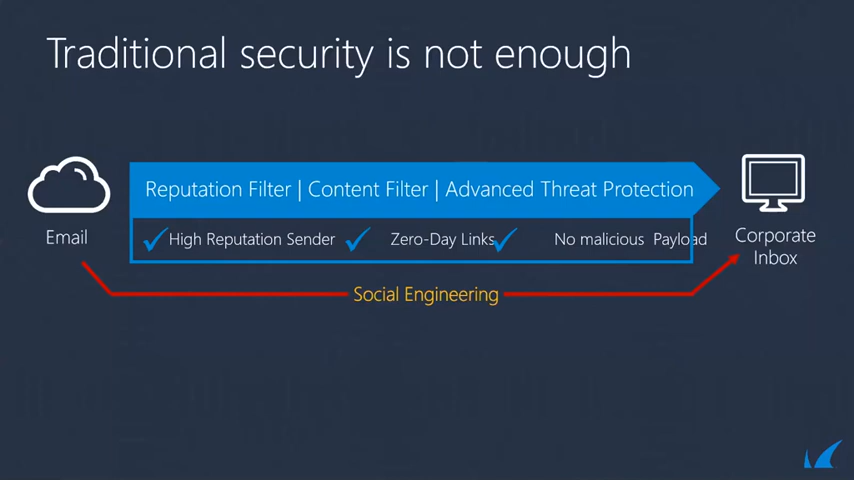 Traditional security is not enough
Reputation Filter | Content Filter | Advanced Threat Protection
Email
High Reputation Sender
Zero-Day Links
No malicious Payload
Corporate
Inbox
Social Engineering